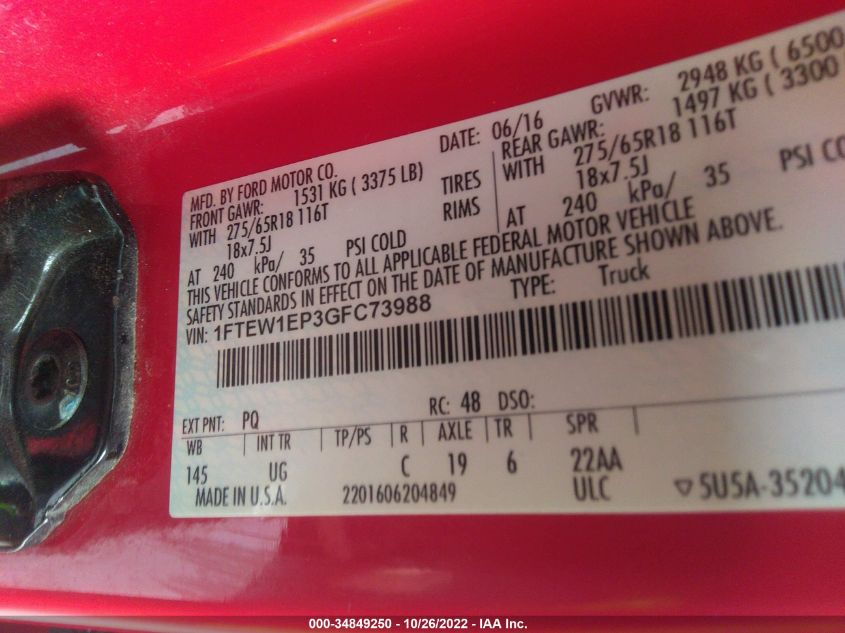 MFD. BY FORD MOTOR CO.
DATE: 06/16
GVWR: 2948 KG ( 6500
FRONT GAWR: 1531 KG ( 3375 LB)
REAR GAWR: 1497 KG ( 3300
WITH 275/65R18 116T TIRES
WITH 275/65R18 116T
18x7.5J RIMS
18x7.5J
AT 240 kPa/ 35 PSI COLD
AT 240 kPa/ 35 PSI CO
THIS VEHICLE CONFORMS TO ALL APPLICABLE FEDERAL MOTOR VEHICLE
SAFETY STANDARDS IN EFFECT ON THE DATE OF MANUFACTURE SHOWN ABOVE.
VIN: 1FTEW1EP3GFC73988
TYPE: Truck
EXT PNT: PQ RC: 48 DSO:
WB INT TR TP/PS R AXLE TR SPR
145 UG C 19 6 22AA
MADE IN U.S.A. 2201606204849 ULC ▽5U5A-35204
000-34849250 - 10/26/2022 - IAA Inc.